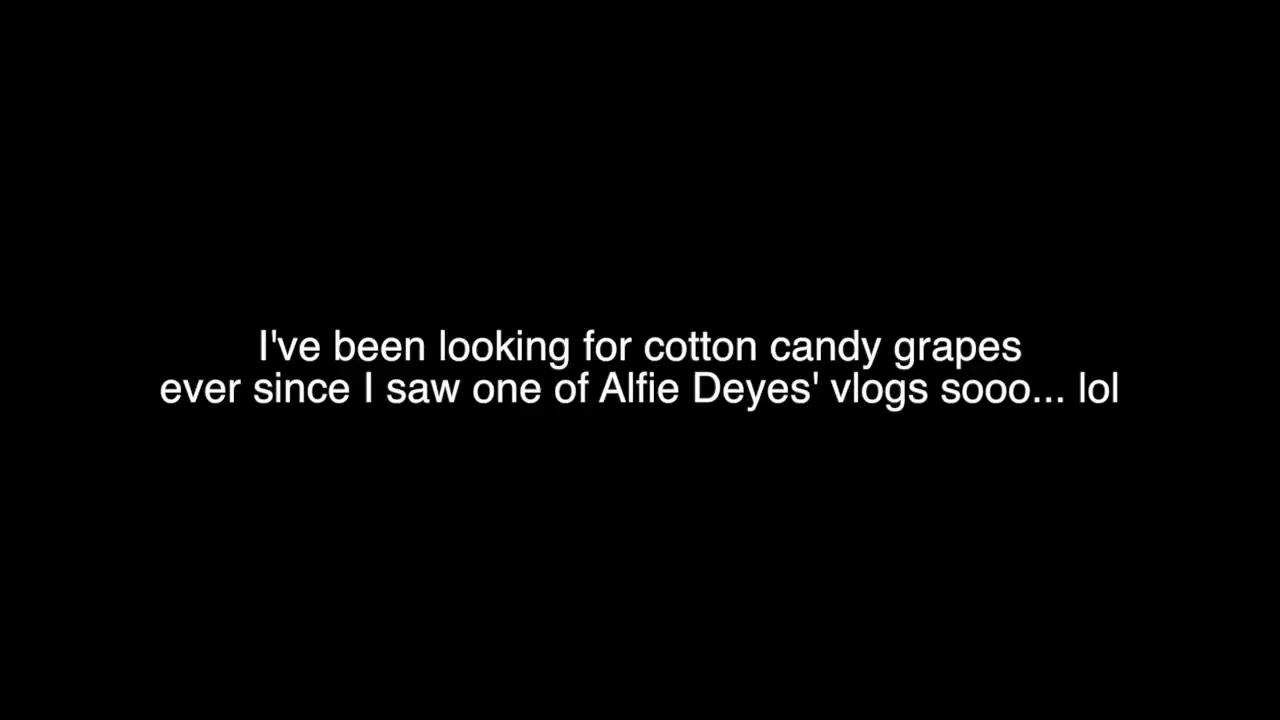 I've been looking for cotton candy grapes
ever since I saw one of Alfie Deyes' vlogs sooo... lol